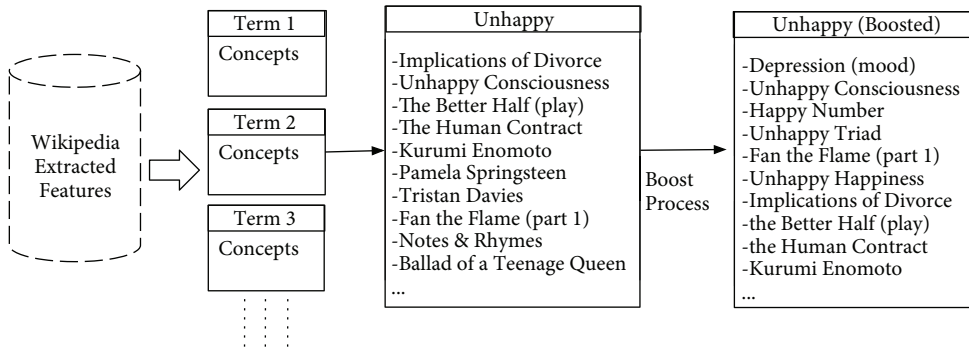 Wikipedia
Extracted
Features
Term 1
Concepts
Term 2
Concepts
Term 3
Concepts
Unhappy
-Implications of Divorce
-Unhappy Consciousness
-The Better Half (play)
-The Human Contract
-Kurumi Enomoto
-Pamela Springsteen
-Tristan Davies
-Fan the Flame (part 1)
-Notes & Rhymes
-Ballad of a Teenage Queen
...
Boost
Process
Unhappy (Boosted)
-Depression (mood)
-Unhappy Consciousness
-Happy Number
-Unhappy Triad
-Fan the Flame (part 1)
-Unhappy Happiness
-Implications of Divorce
-the Better Half (play)
-the Human Contract
-Kurumi Enomoto
...